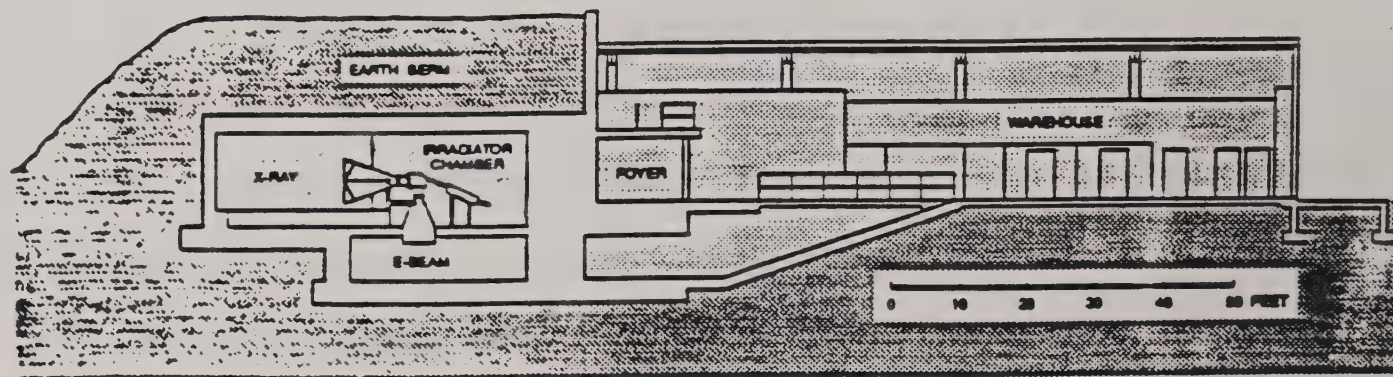 EARTH BERM
IRRADIATOR
CHAMBER
X-RAY
WAREHOUSE
FOYER
E-BEAM
0 10 20 30 40 50 FEET